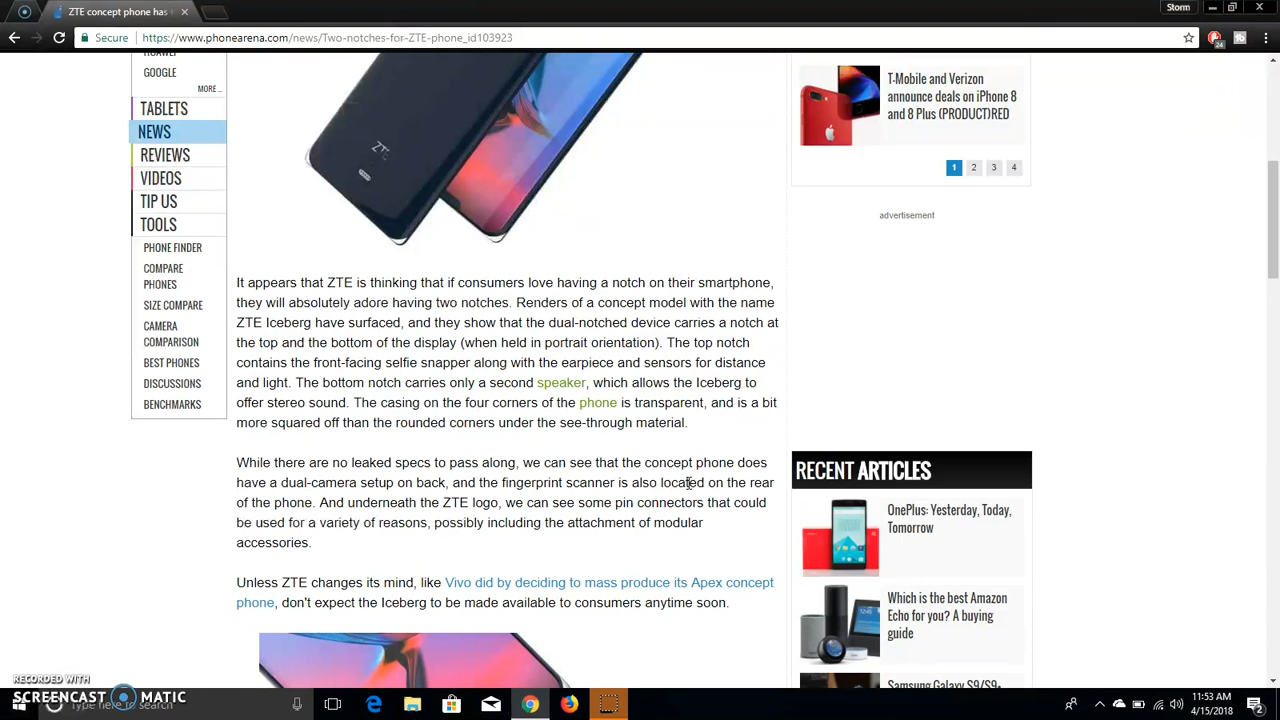 ZTE concept phone has
Storm
Secure
https://www.phonearena.com/news/Two-notches-for-ZTE-phone_id103923
24
HUAWEI
GOOGLE
MORE ...
TABLETS
NEWS
REVIEWS
VIDEOS
TIP US
TOOLS
PHONE FINDER
COMPARE
PHONES
SIZE COMPARE
CAMERA
COMPARISON
BEST PHONES
DISCUSSIONS
BENCHMARKS
ZTE
It appears that ZTE is thinking that if consumers love having a notch on their smartphone,
they will absolutely adore having two notches. Renders of a concept model with the name
ZTE Iceberg have surfaced, and they show that the dual-notched device carries a notch at
the top and the bottom of the display (when held in portrait orientation). The top notch
contains the front-facing selfie snapper along with the earpiece and sensors for distance
and light. The bottom notch carries only a second speaker, which allows the Iceberg to
offer stereo sound. The casing on the four corners of the phone is transparent, and is a bit
more squared off than the rounded corners under the see-through material.
While there are no leaked specs to pass along, we can see that the concept phone does
have a dual-camera setup on back, and the fingerprint scanner is also located on the rear
of the phone. And underneath the ZTE logo, we can see some pin connectors that could
be used for a variety of reasons, possibly including the attachment of modular
accessories.
Unless ZTE changes its mind, like Vivo did by deciding to mass produce its Apex concept
phone, don't expect the Iceberg to be made available to consumers anytime soon.
T-Mobile and Verizon
announce deals on iPhone 8
and 8 Plus (PRODUCT)RED
1 2 3 4
advertisement
RECENT ARTICLES
OnePlus: Yesterday, Today,
Tomorrow
Which is the best Amazon
Echo for you? A buying
guide
Samsung Galaxy S9/S9+
RECORDED WITH
SCREENCAST MATIC
Type here to search
11:53 AM
4/15/2018
2